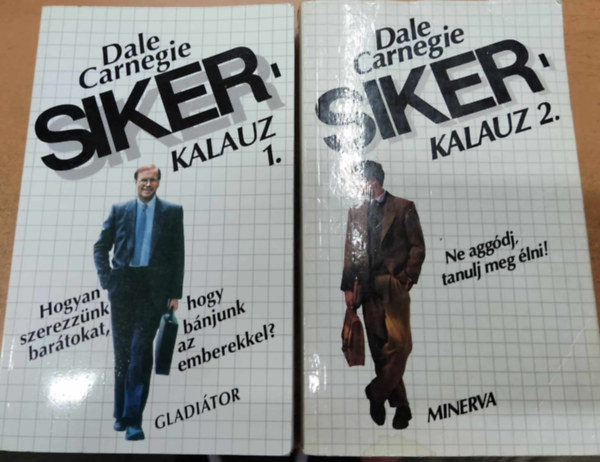 Dale
Carnegie
SIKER-
KALAUZ
1.
Hogyan
szerezzünk
barátokat,
hogy
bánjunk
az
emberekkel?
GLADIÁTOR
Dale
Carnegie
SIKER-
KALAUZ 2.
Ne aggódj,
tanulj meg élni!
MINERVA